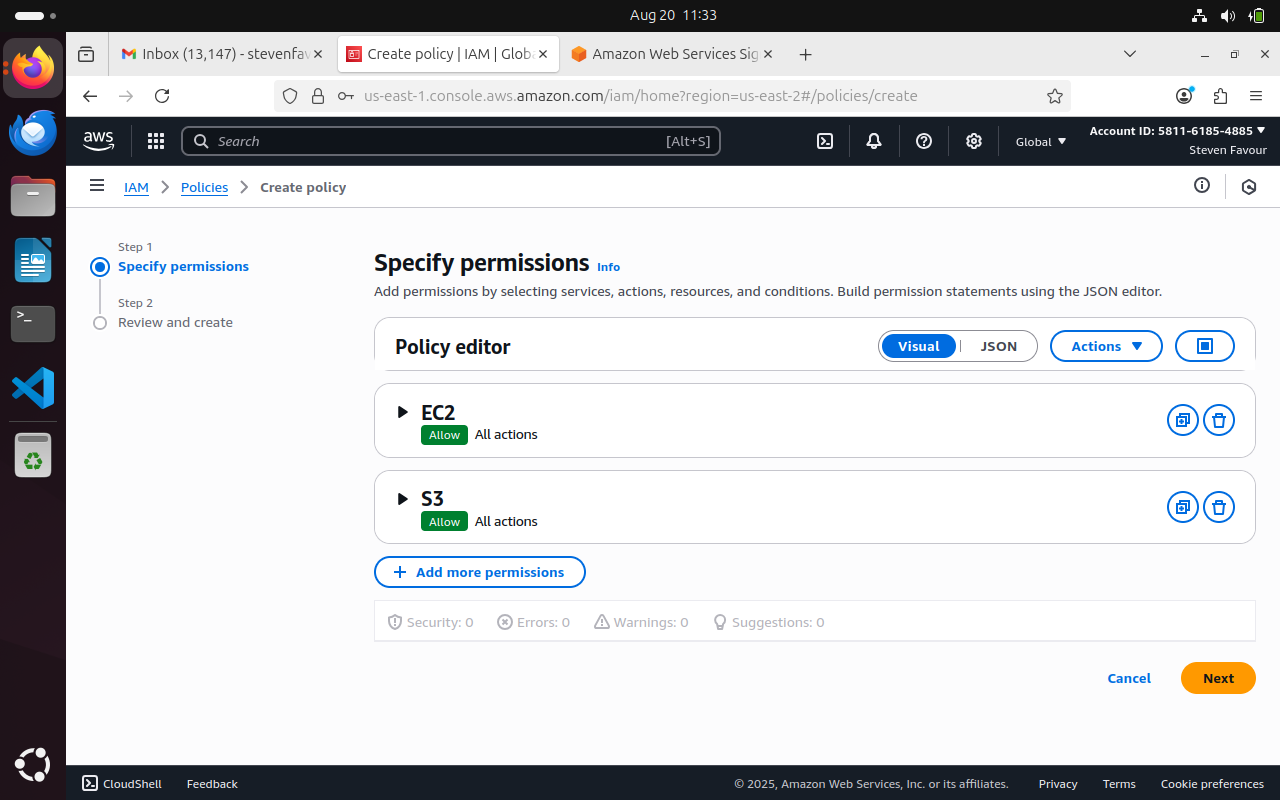 Aug 20 11:33
Inbox (13,147) - stevenfav
Create policy | IAM | Globa
Amazon Web Services Sig
us-east-1.console.aws.amazon.com/iam/home?region=us-east-2#/policies/create
aws
Search
[Alt+S]
Global
Account ID: 5811-6185-4885
Steven Favour
IAM
Policies
Create policy
Step 1
Specify permissions
Step 2
Review and create
Specify permissions Info
Add permissions by selecting services, actions, resources, and conditions. Build permission statements using the JSON editor.
Policy editor
Visual
JSON
Actions
EC2
Allow All actions
S3
Allow All actions
Add more permissions
Security: 0
Errors: 0
Warnings: 0
Suggestions: 0
Cancel
Next
CloudShell
Feedback
© 2025, Amazon Web Services, Inc. or its affiliates.
Privacy
Terms
Cookie preferences